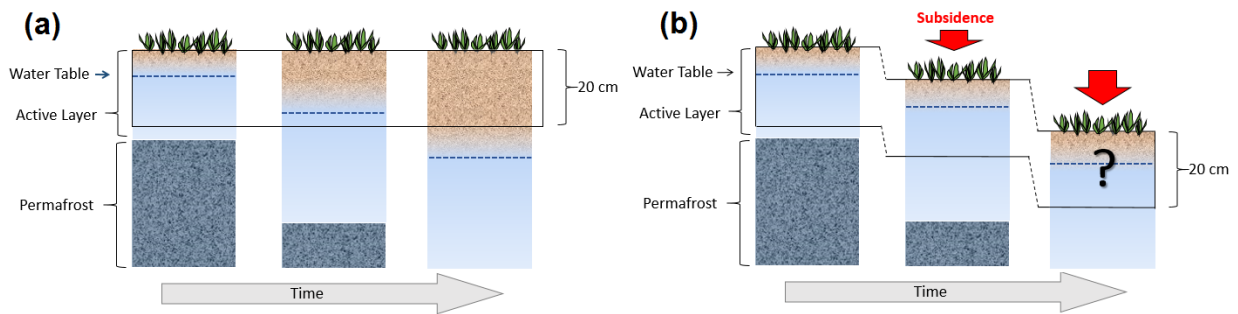 (a)
Water Table
Active Layer
Permafrost
20 cm
Time
(b)
Subsidence
Water Table
Active Layer
Permafrost
?
20 cm
Time